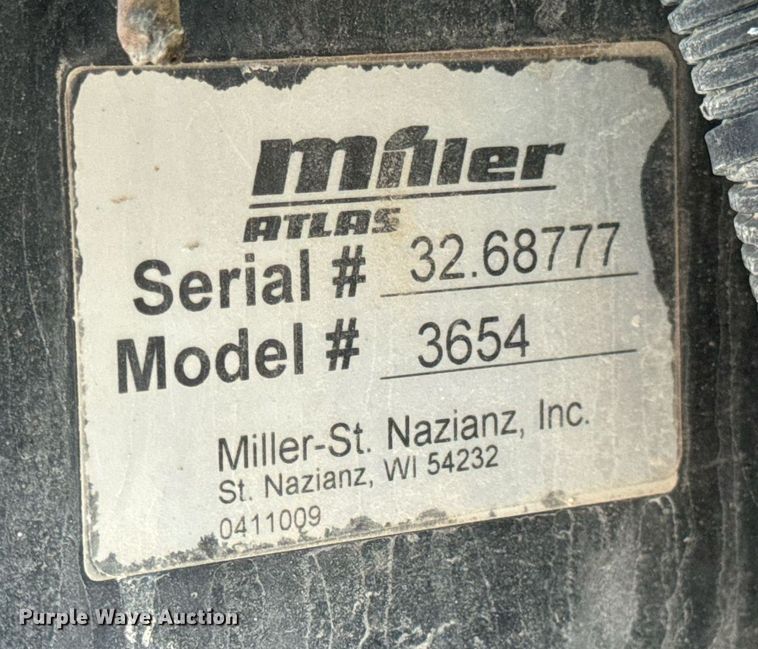 Miller
ATLAS
Serial # 32.68777
Model # 3654
Miller-St. Nazianz, Inc.
St. Nazianz, WI 54232
0411009
Purple Wave Auction